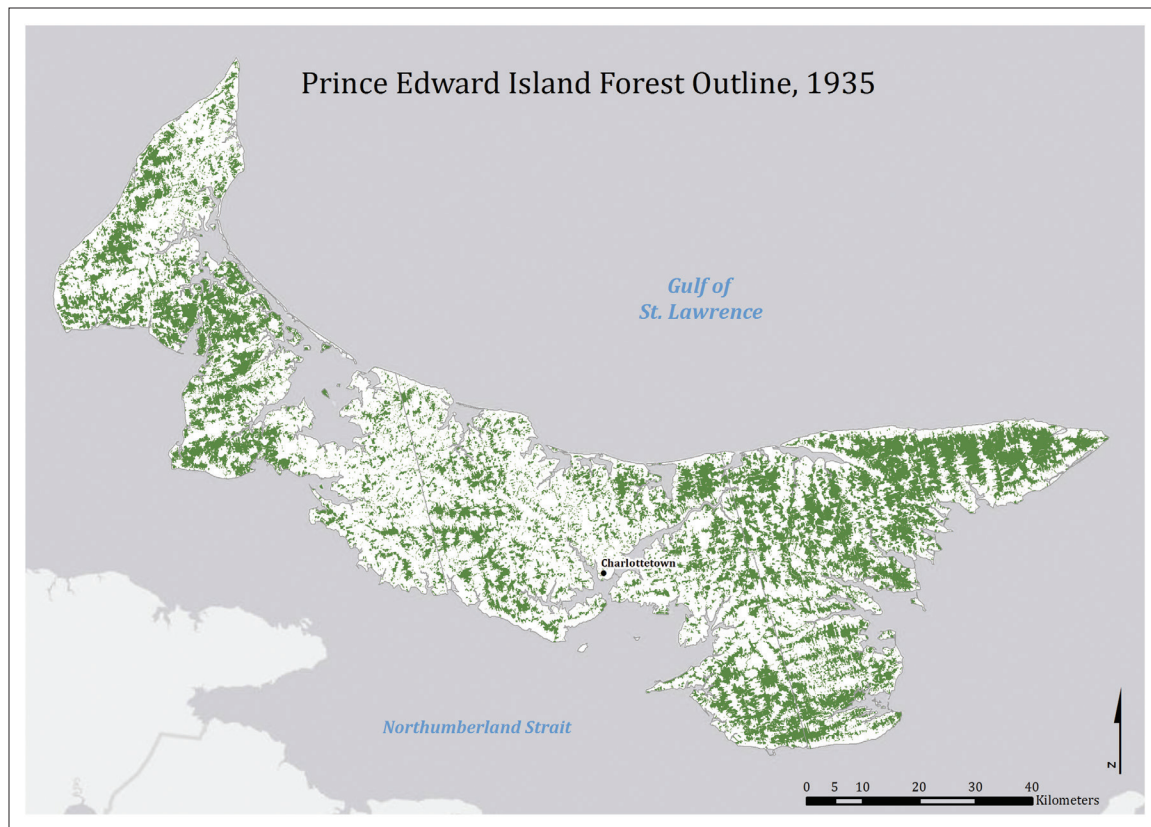 Prince Edward Island Forest Outline, 1935
Gulf of
St. Lawrence
Charlottetown
Northumberland Strait
N
0 5 10 20 30 40
Kilometers